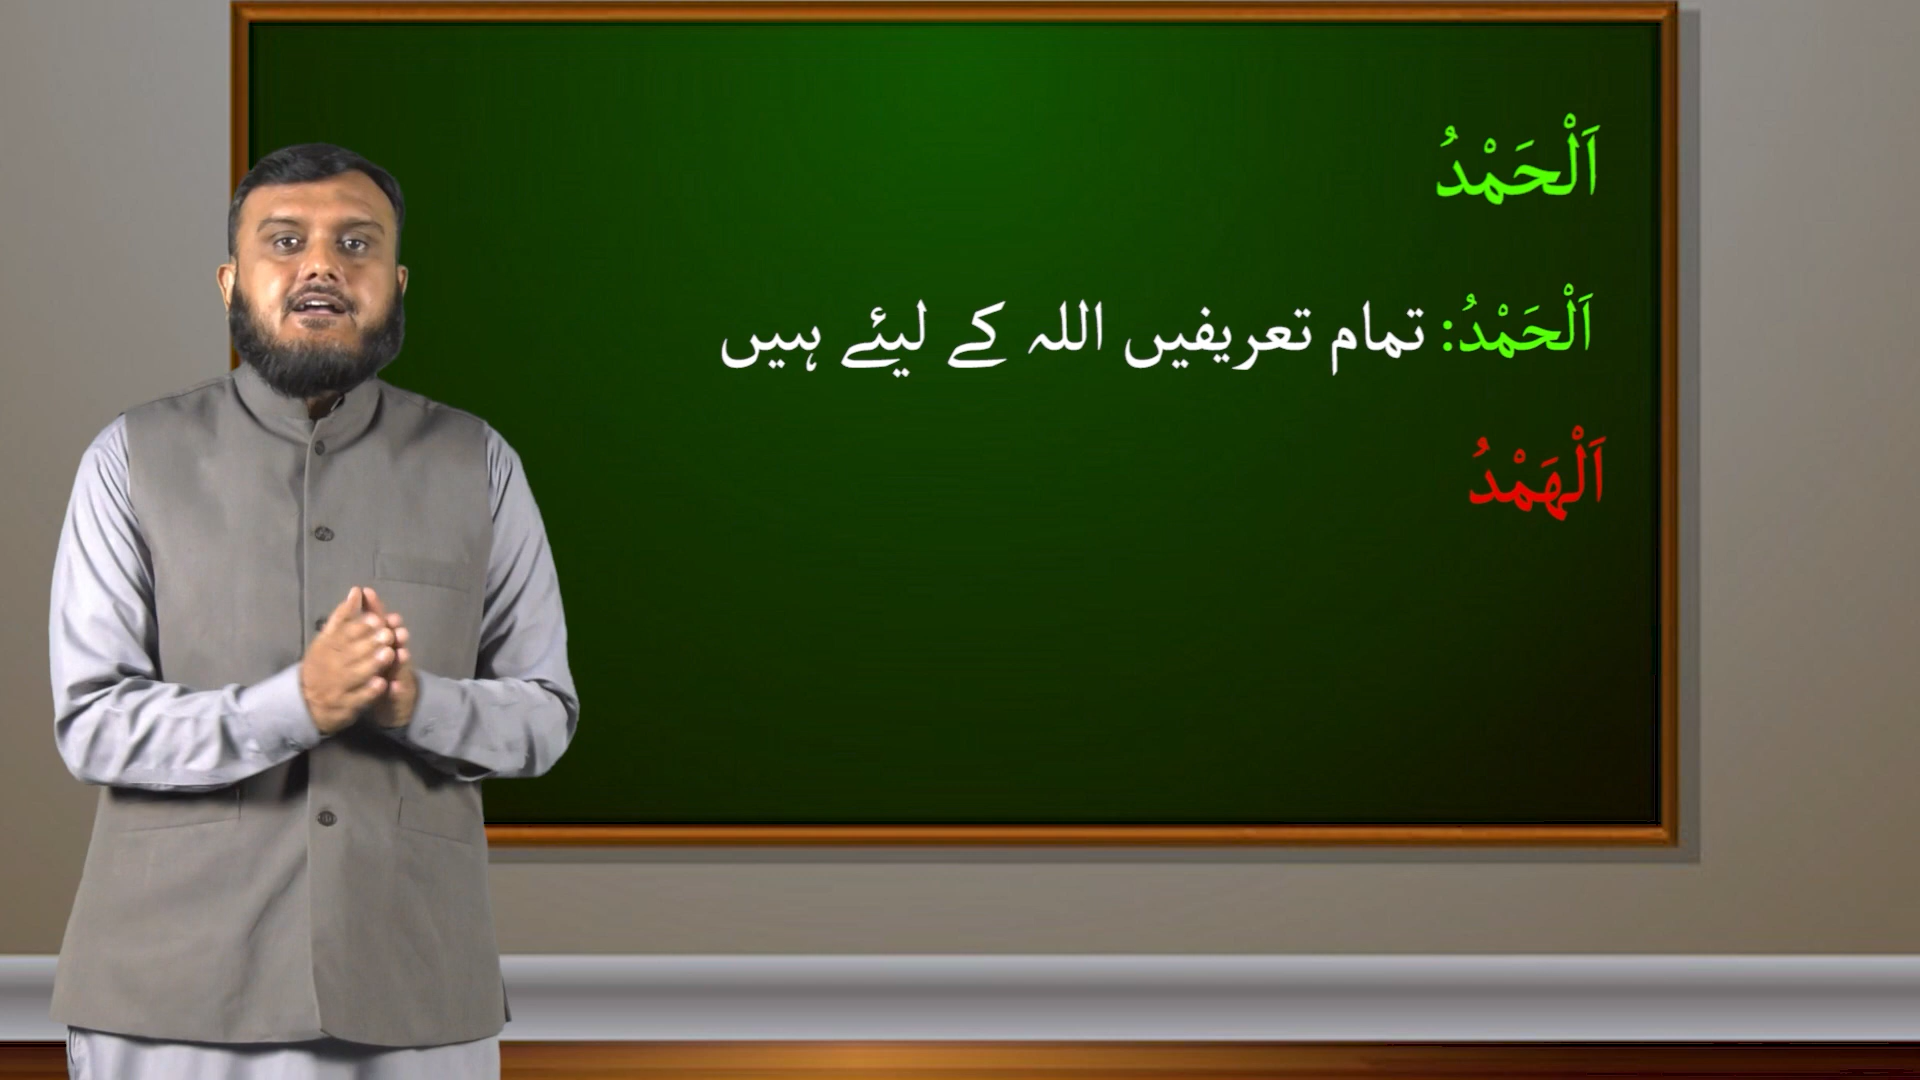 اَلْحَمْدُ
اَلْحَمْدُ: تمام تعریفیں اللہ کے لیئے ہیں
اَلْهَمْدُ